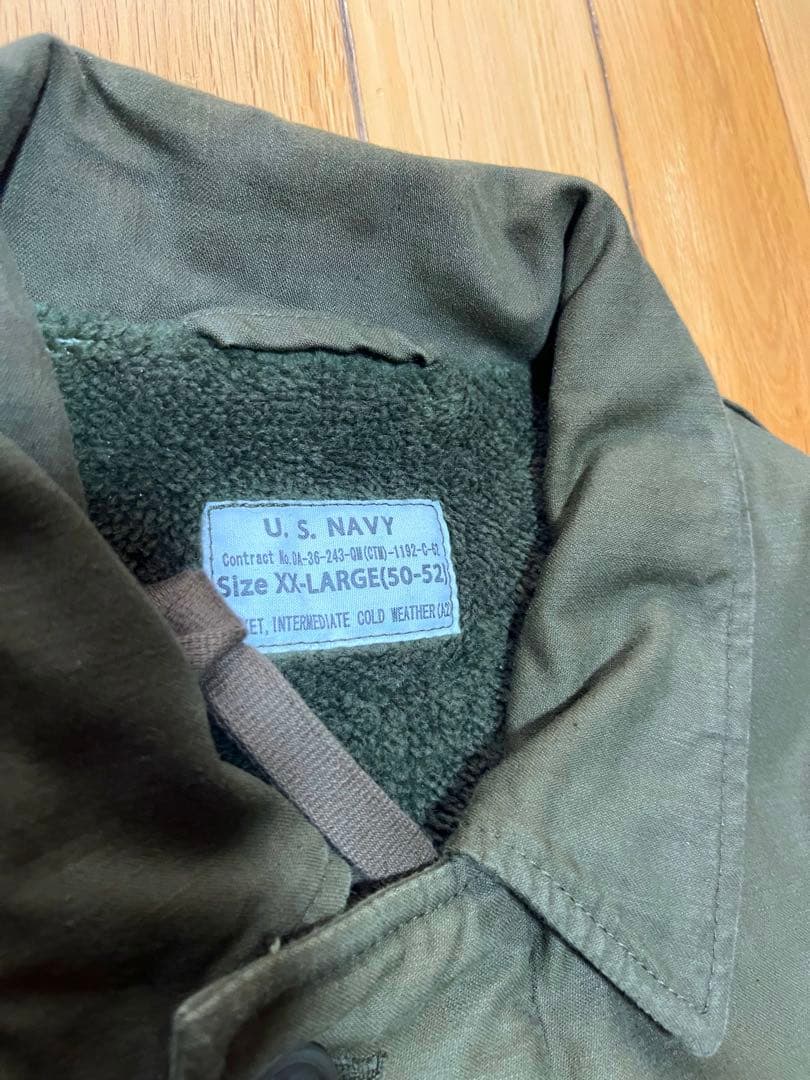 U. S. NAVY
Contract No.DA-36-243-QM(CTM)-1192-C-62
Size XX-LARGE(50-52)
KET, INTERMEDIATE COLD WEATHER(A2)